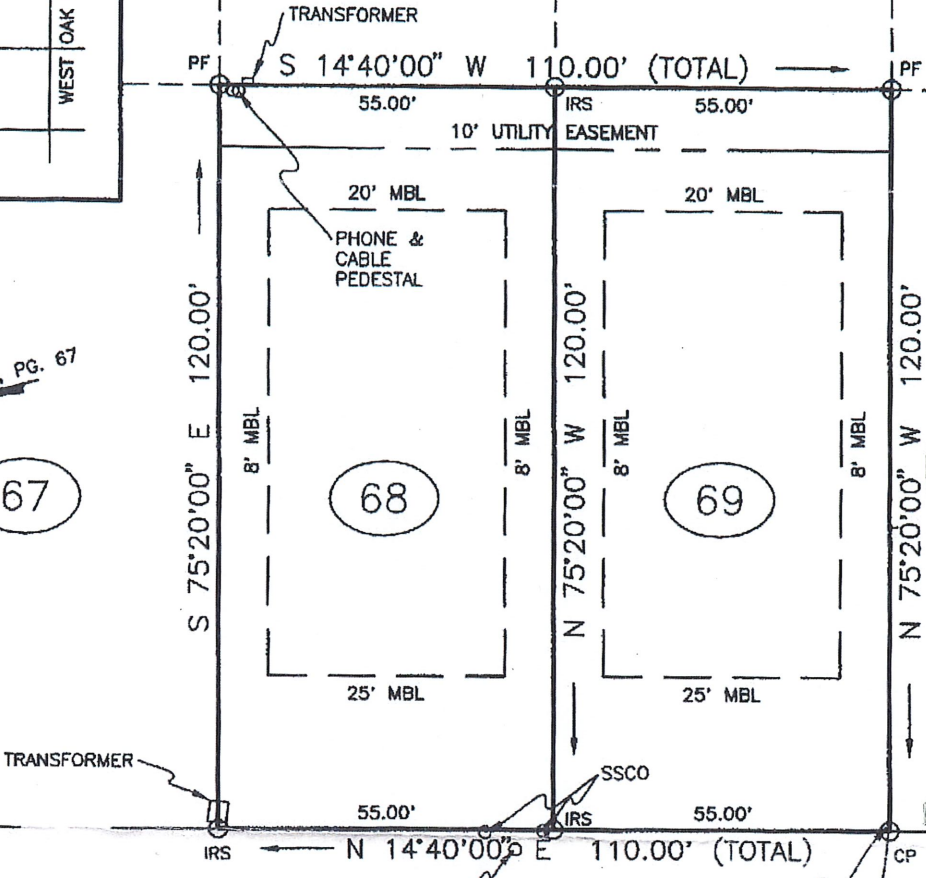 WEST OAK
TRANSFORMER
PF
S 14°40'00" W 110.00' (TOTAL)
PF
55.00'
IRS
55.00'
10' UTILITY EASEMENT
20' MBL
20' MBL
PHONE &
CABLE
PEDESTAL
S 75°20'00" E 120.00'
N 75°20'00" W 120.00'
N 75°20'00" W 120.00'
PG. 67
8' MBL
8' MBL
8' MBL
8' MBL
67
68
69
25' MBL
25' MBL
TRANSFORMER
SSCO
55.00'
IRS
55.00'
IRS
N 14°40'00" E 110.00' (TOTAL)
CP